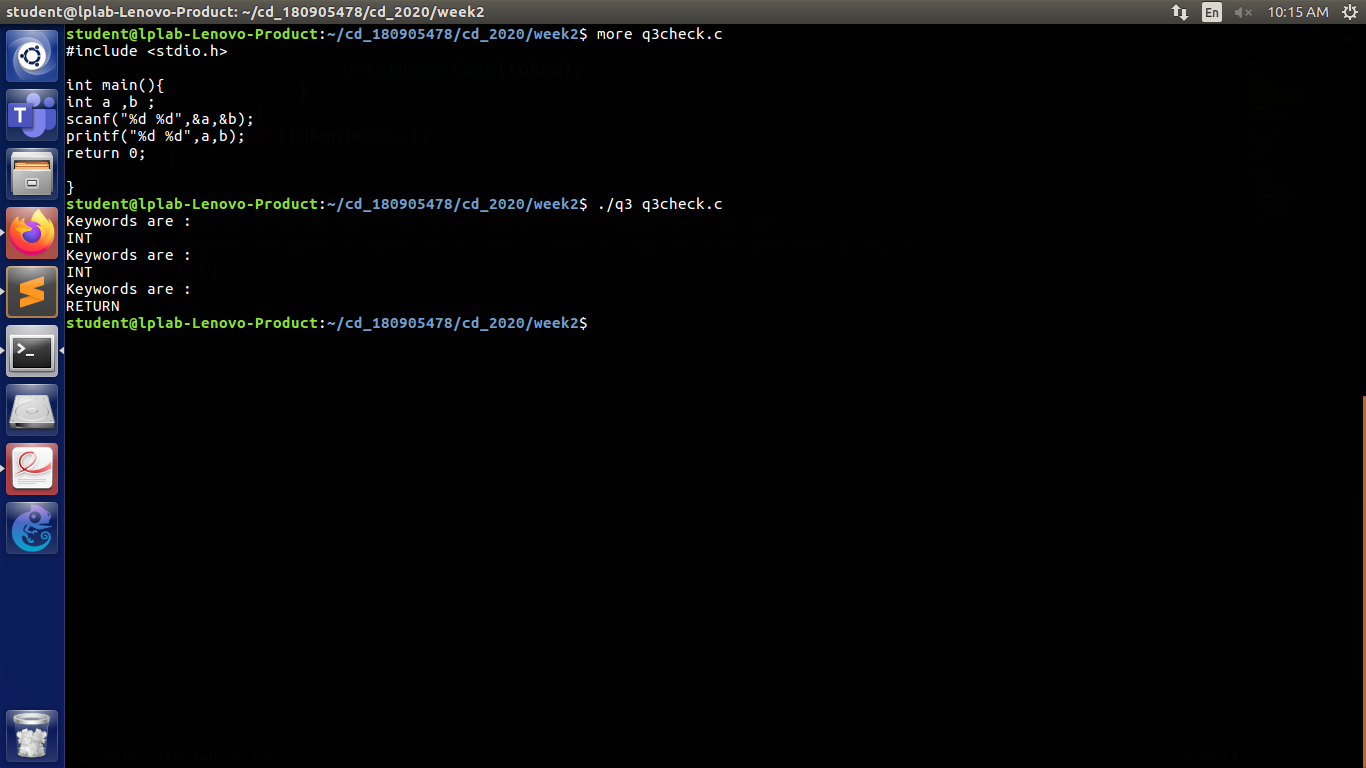 student@lplab-Lenovo-Product: ~/cd_180905478/cd_2020/week2
En
10:15 AM
student@lplab-Lenovo-Product:~/cd_180905478/cd_2020/week2$ more q3check.c
#include <stdio.h>
int main(){
int a ,b ;
scanf("%d %d",&a,&b);
printf("%d %d",a,b);
return 0;
}
student@lplab-Lenovo-Product:~/cd_180905478/cd_2020/week2$ ./q3 q3check.c
Keywords are :
INT
Keywords are :
INT
Keywords are :
RETURN
student@lplab-Lenovo-Product:~/cd_180905478/cd_2020/week2$